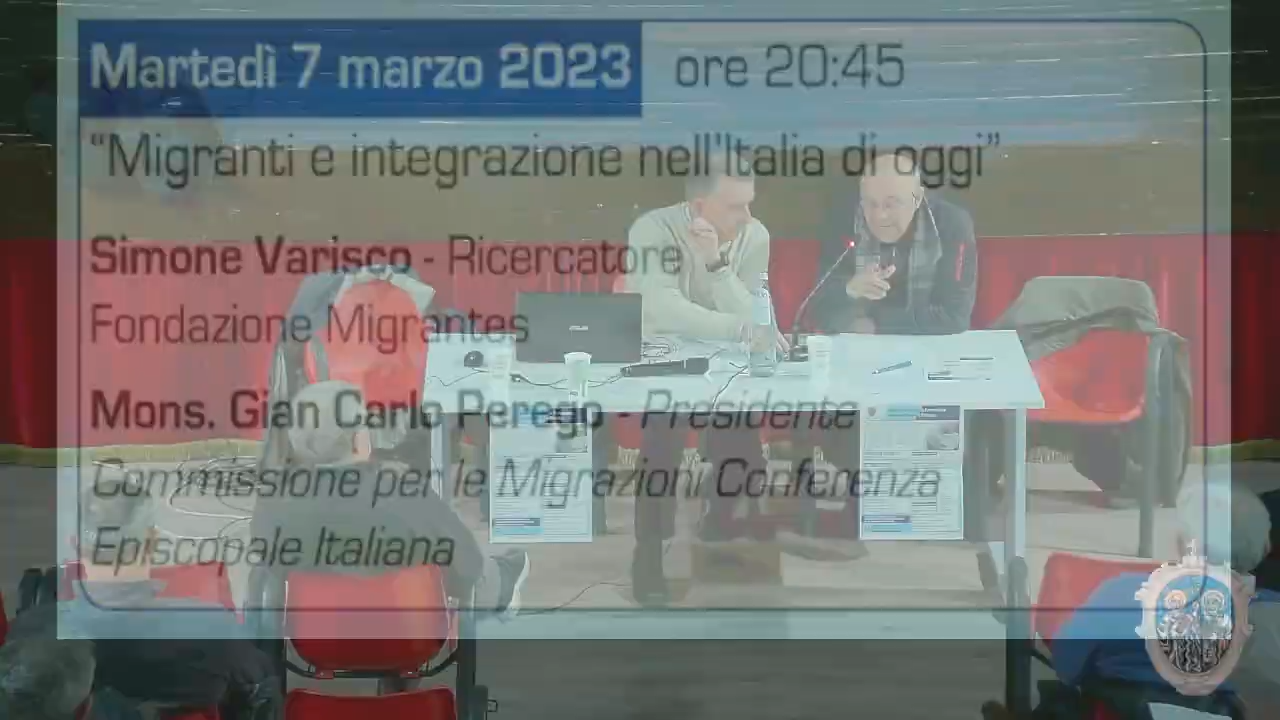 Martedì 7 marzo 2023 ore 20:45
“Migranti e integrazione nell'Italia di oggi”
Simone Varisco - Ricercatore
Fondazione Migrantes
Mons. Gian Carlo Perego - Presidente
Commissione per le Migrazioni Conferenza
Episcopale Italiana
ASUS